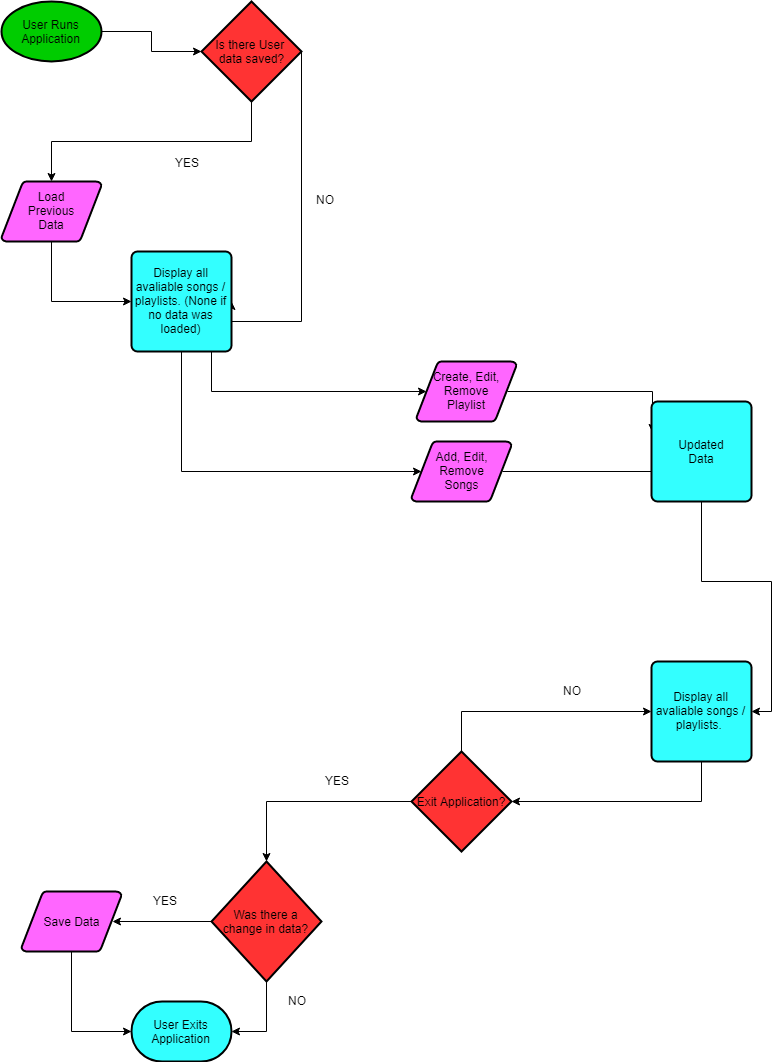 User Runs
Application
Is there User
data saved?
YES
NO
Load
Previous
Data
Display all
avaliable songs /
playlists. (None if
no data was
loaded)
Create, Edit,
Remove
Playlist
Add, Edit,
Remove
Songs
Updated
Data
Display all
avaliable songs /
playlists.
NO
Exit Application?
YES
Was there a
change in data?
YES
Save Data
NO
User Exits
Application